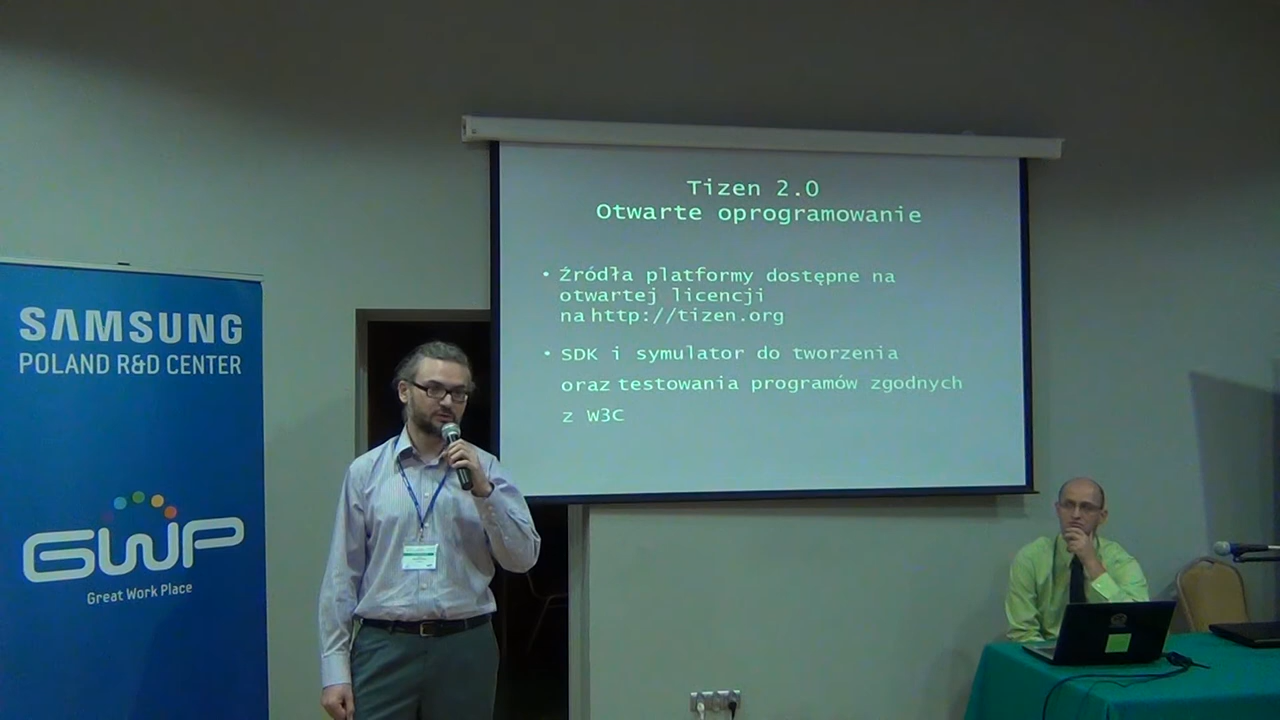 SAMSUNG
POLAND R&D CENTER
GWP
Great Work Place
Tizen 2.0
Otwarte oprogramowanie
• Źródła platformy dostępne na
otwartej licencji
na http://tizen.org
• SDK i symulator do tworzenia
oraz testowania programów zgodnych
z W3C